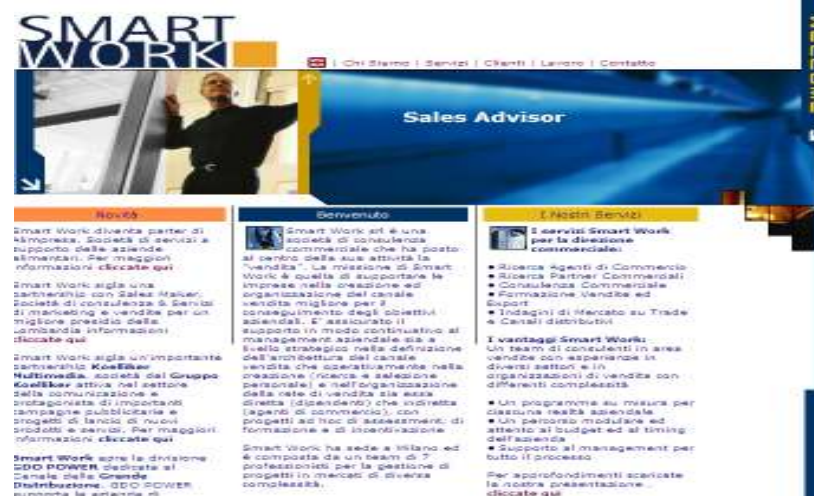 SMART
WORK
| Chi Siamo | Servizi | Clienti | Lavoro | Contatto
Sales Advisor
Novità
Smart Work diventa parter di
Alimpresa. Società di servizi a
supporto delle aziende
alimentari. Per maggiori
informazioni cliccate qui
Smart Work sigla una
partnership con Sales Maker.
Società di consulenza & Servizi
di marketing e vendite per un
migliore presidio della
Lombardia informazioni
cliccate qui
Smart Work sigla un'importante
partnership Koelliker
Multimedia, società del Gruppo
Koelliker attiva nel settore
della comunicazione e
protagonista di importanti
campagne pubblicitarie e
progetti di lancio di nuovi
prodotti e servizi. Per maggiori
informazioni cliccate qui
Smart Work apre la divisione
GDO POWER dedicata al
Canale della Grande
Distribuzione. GDO POWER
supporta le aziende di
Benvenuto
Smart Work srl è una
società di consulenza
commerciale che ha posto
al centro della sua attività la
"vendita". La missione di Smart
Work è quella di supportare le
imprese nella creazione ed
organizzazione del canale
vendita migliore per il
conseguimento degli obiettivi
aziendali. E' assicurato il
supporto in modo continuativo al
management aziendale sia a
livello strategico nella definizione
dell'architettura del canale
vendita che operativamente nella
creazione (ricerca e selezione
personale) e nell'organizzazione
della rete di vendita sia essa
diretta (dipendenti) che indiretta
(agenti di commercio), con
progetti ad hoc di assessment, di
formazione e di incentivazione
Smart Work ha sede a Milano ed
è composta da un team di 7
professionisti per la gestione di
progetti in mercati di diversa
complessità.
I Nostri Servizi
I servizi Smart Work
per la direzione
commerciale:
• Ricerca Agenti di Commercio
• Ricerca Partner Commerciali
• Consulenza Commerciale
• Formazione Vendite ed
Export
• Indagini di Mercato su Trade
e Canali distributivi
I vantaggi Smart Work:
Un team di consulenti in area
vendite con esperienze in
diversi settori e in
organizzazioni di vendita con
differenti complessità
• Un programma su misura per
ciascuna realtà aziendale
• Un percorso modulare ed
attento al budget ed al timing
dell'azienda
• Supporto al management per
tutto il processo
Per approfondimenti scaricate
la nostra presentazione
cliccate qui